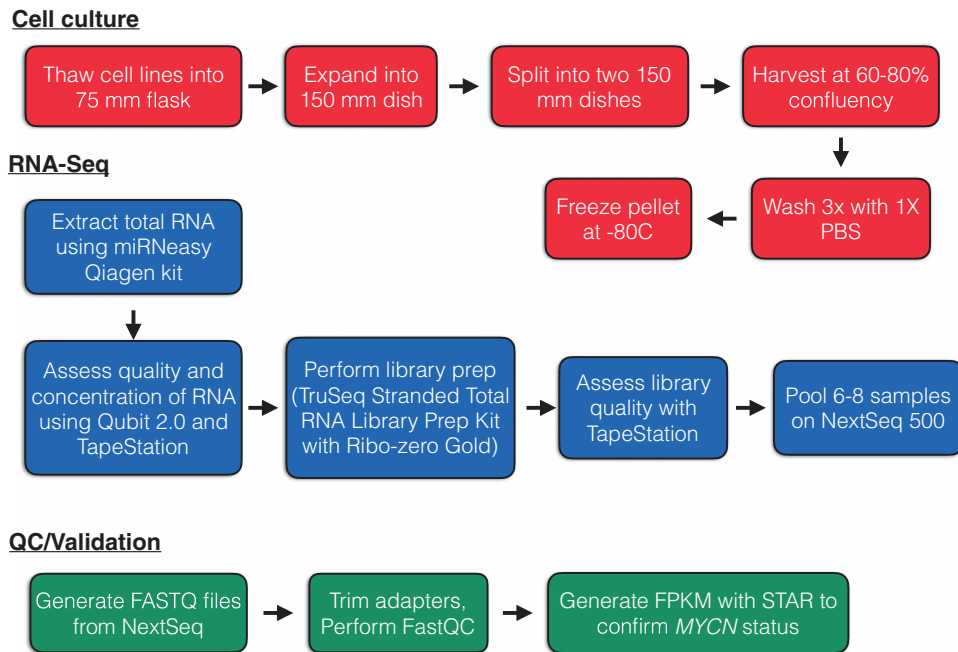 Cell culture
Thaw cell lines into
75 mm flask
Expand into
150 mm dish
Split into two 150
mm dishes
Harvest at 60-80%
confluency
Wash 3x with 1X
PBS
Freeze pellet
at -80C
RNA-Seq
Extract total RNA
using miRNeasy
Qiagen kit
Assess quality and
concentration of RNA
using Qubit 2.0 and
TapeStation
Perform library prep
(TruSeq Stranded Total
RNA Library Prep Kit
with Ribo-zero Gold)
Assess library
quality with
TapeStation
Pool 6-8 samples
on NextSeq 500
QC/Validation
Generate FASTQ files
from NextSeq
Trim adapters,
Perform FastQC
Generate FPKM with STAR to
confirm MYCN status